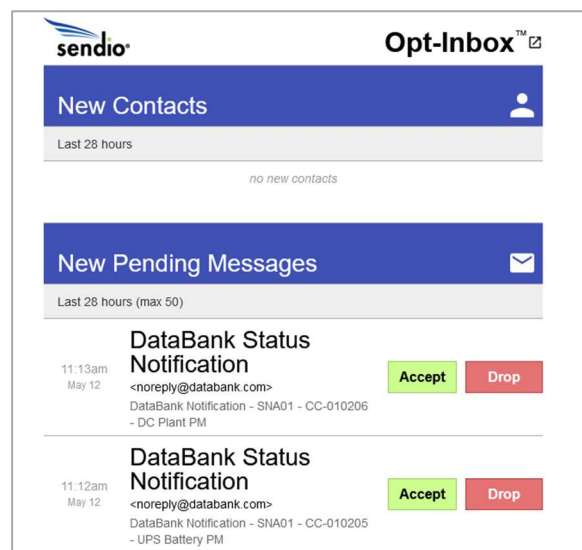 sendio®
Opt-Inbox™
New Contacts
Last 28 hours
no new contacts
New Pending Messages
Last 28 hours (max 50)
11:13am
May 12
DataBank Status
Notification
<noreply@databank.com>
DataBank Notification - SNA01 - CC-010206
- DC Plant PM
Accept
Drop
11:12am
May 12
DataBank Status
Notification
<noreply@databank.com>
DataBank Notification - SNA01 - CC-010205
- UPS Battery PM
Accept
Drop